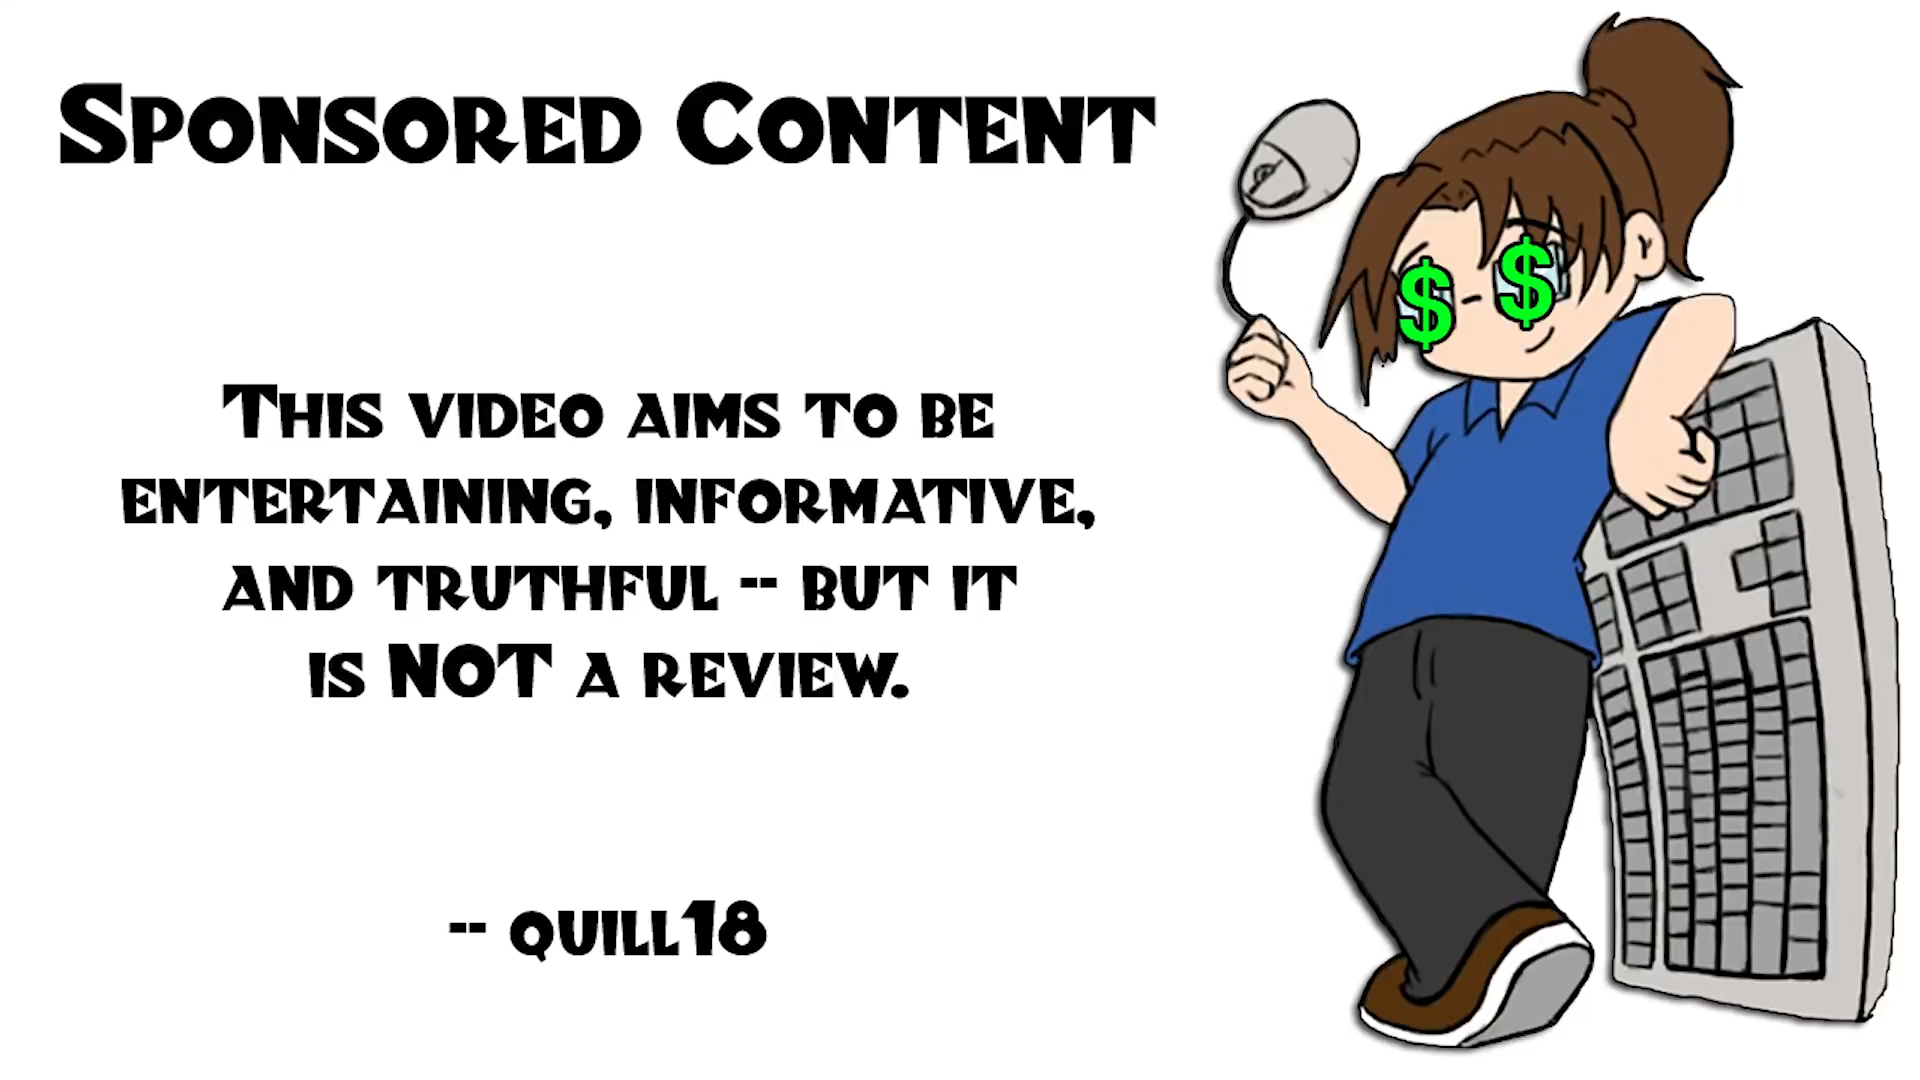 Sponsored Content
This video aims to be
entertaining, informative,
and truthful -- but it
is NOT a review.
-- quill18
$ $